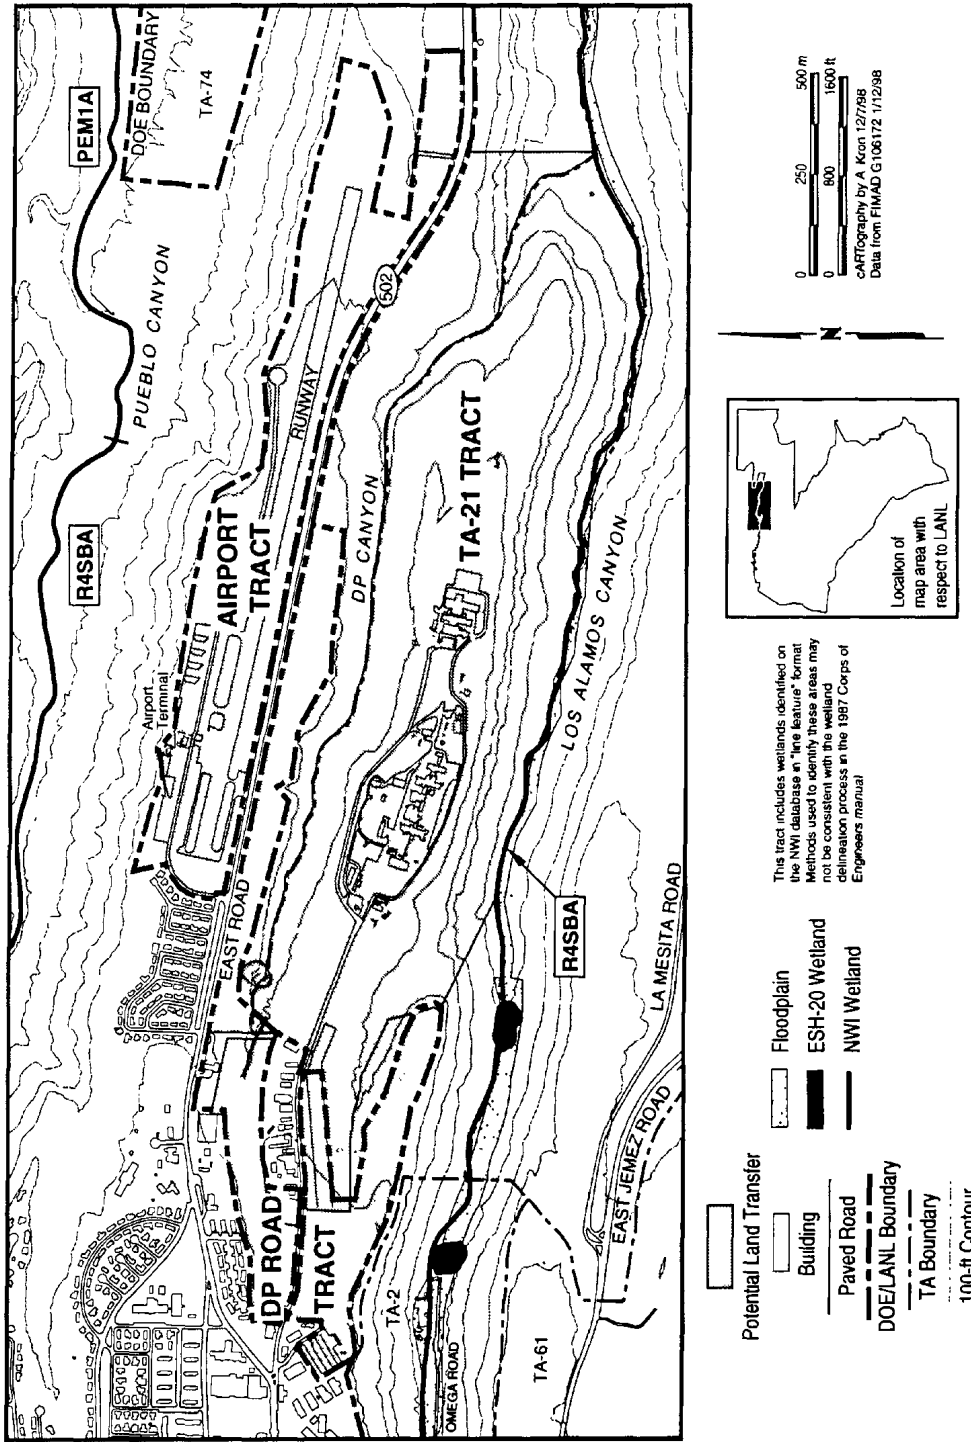 PEM1A
DOE BOUNDARY
TA-74
PUEBLO CANYON
R4SBA
502
RUNWAY
AIRPORT
TRACT
Airport
Terminal
DP CANYON
TA-21 TRACT
LOS ALAMOS CANYON
EAST ROAD
R4SBA
LA MESITA ROAD
EAST JEMEZ ROAD
DP ROAD
TRACT
TA-2
OMEGA ROAD
TA-61
Potential Land Transfer
Building
Paved Road
DOE/LANL Boundary
TA Boundary
100-ft Contour
Floodplain
ESH-20 Wetland
NWI Wetland
This tract includes wetlands identified on
the NWI database in "line feature" format
Methods used to identify these areas may
not be consistent with the wetland
delineation process in the 1987 Corps of
Engineers manual
Location of
map area with
respect to LANL
N
0 250 500 m
0 800 1600 ft
cARTography by A Kron 12/7/98
Data from FIMAD G106172 1/12/98